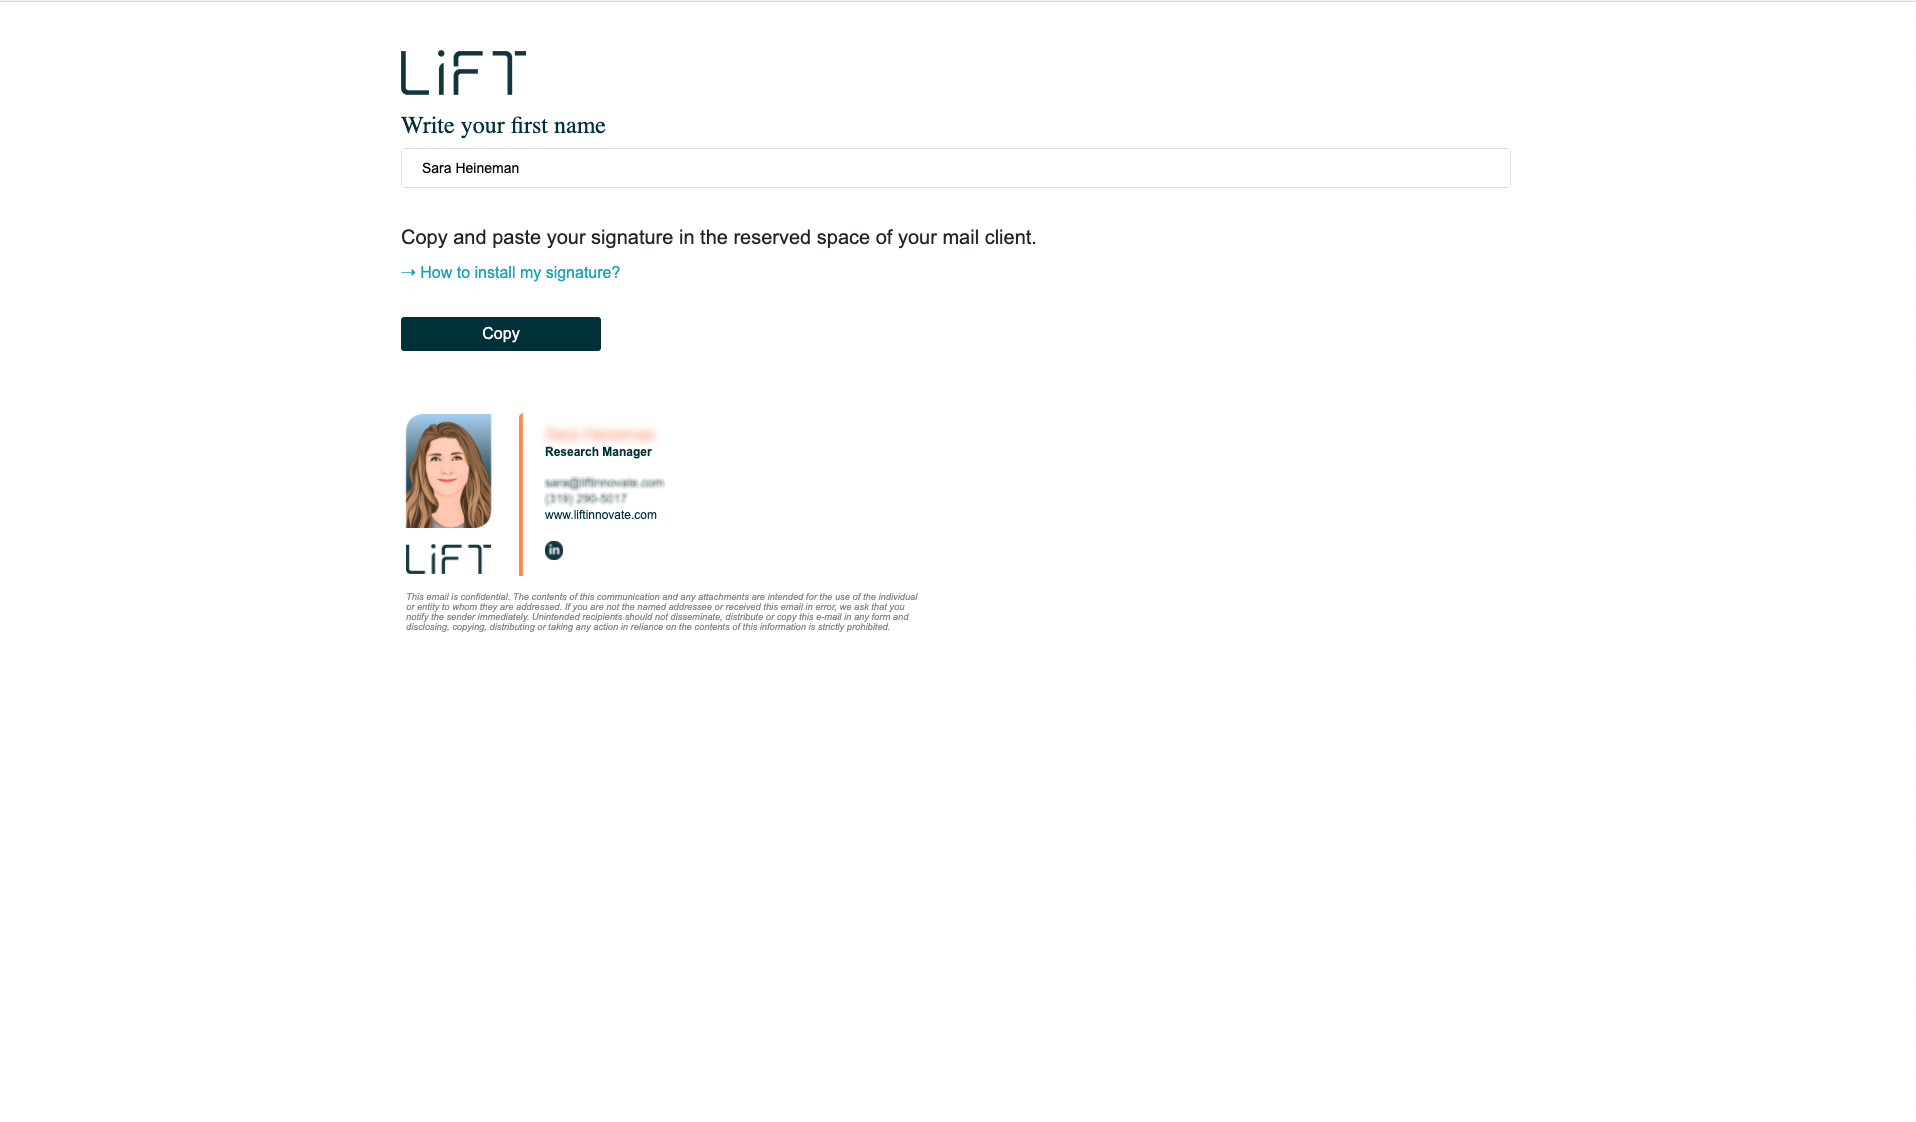 LiFT
Write your first name
Sara Heineman
Copy and paste your signature in the reserved space of your mail client.
→ How to install my signature?
Copy
Research Manager
www.liftinnovate.com
in
LiFT
This email is confidential. The contents of this communication and any attachments are intended for the use of the individual
or entity to whom they are addressed. If you are not the named addressee or received this email in error, we ask that you
notify the sender immediately. Unintended recipients should not disseminate, distribute or copy this e-mail in any form and
disclosing, copying, distributing or taking any action in reliance on the contents of this information is strictly prohibited.